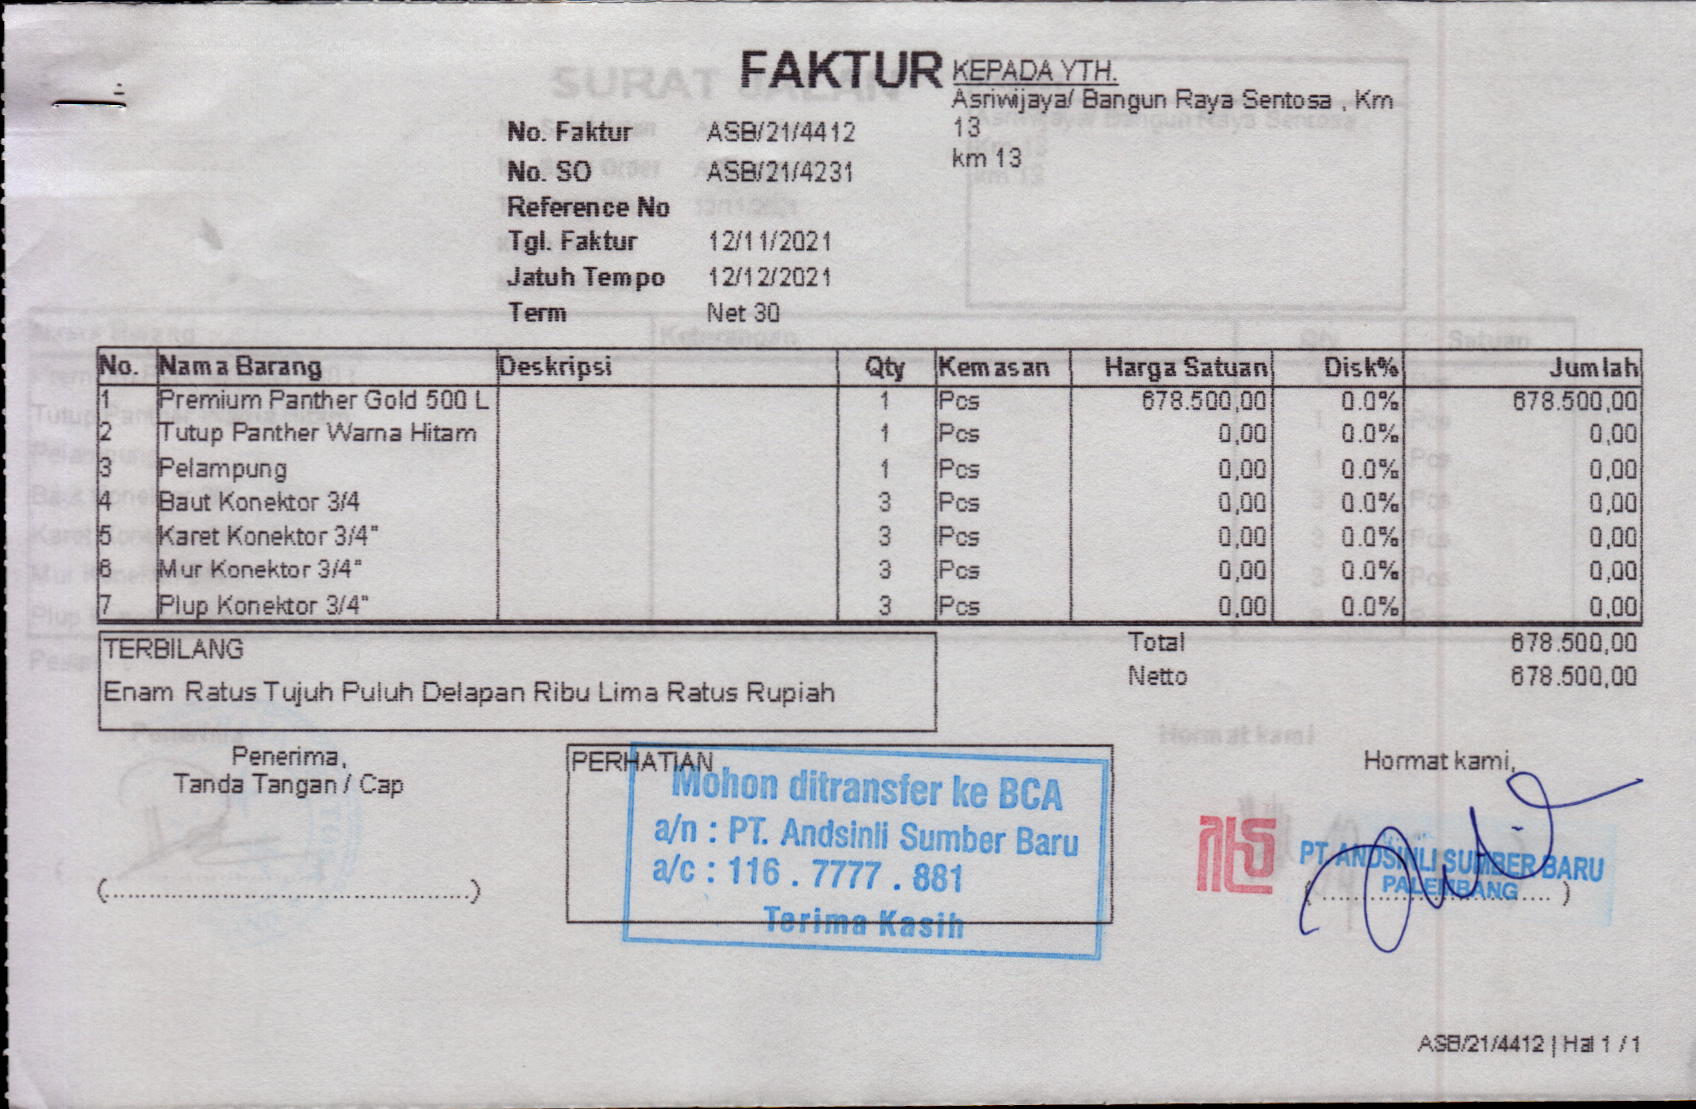 FAKTUR
KEPADA YTH.
Asriwijaya/ Bangun Raya Sentosa , Km
13
km 13
No. Faktur ASB/21/4412
No. SO ASB/21/4231
Reference No
Tgl. Faktur 12/11/2021
Jatuh Tempo 12/12/2021
Term Net 30
No. Nama Barang Deskripsi Qty Kemasan Harga Satuan Disk% Jumlah
1 Premium Panther Gold 500 L 1 Pcs 678.500,00 0.0% 678.500,00
2 Tutup Panther Warna Hitam 1 Pcs 0,00 0.0% 0,00
3 Pelampung 1 Pcs 0,00 0.0% 0,00
4 Baut Konektor 3/4 3 Pcs 0,00 0.0% 0,00
5 Karet Konektor 3/4" 3 Pcs 0,00 0.0% 0,00
6 Mur Konektor 3/4" 3 Pcs 0,00 0.0% 0,00
7 Plup Konektor 3/4" 3 Pcs 0,00 0.0% 0,00
TERBILANG
Enam Ratus Tujuh Puluh Delapan Ribu Lima Ratus Rupiah
Total 678.500,00
Netto 678.500,00
Penerima,
Tanda Tangan / Cap
(................................................)
PERHATIAN
Mohon ditransfer ke BCA
a/n : PT. Andsinli Sumber Baru
a/c : 116 . 7777 . 881
Terima Kasih
Hormat kami,
PT ANDSINLI SUMBER BARU
PALEMBANG
ASB/21/4412 | Hal 1 / 1